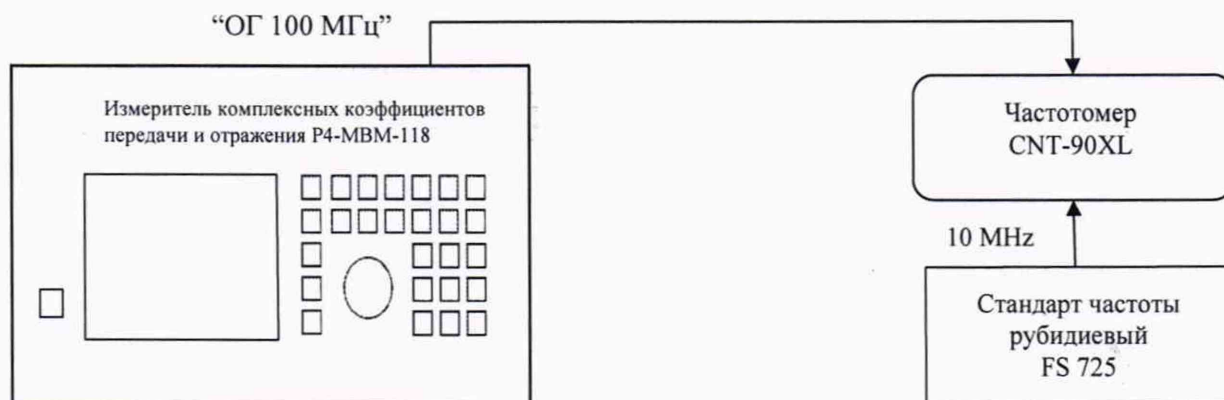 “ОГ 100 МГц”
Измеритель комплексных коэффициентов
передачи и отражения Р4-МВМ-118
Частотомер
CNT-90XL
10 MHz
Стандарт частоты
рубидиевый
FS 725